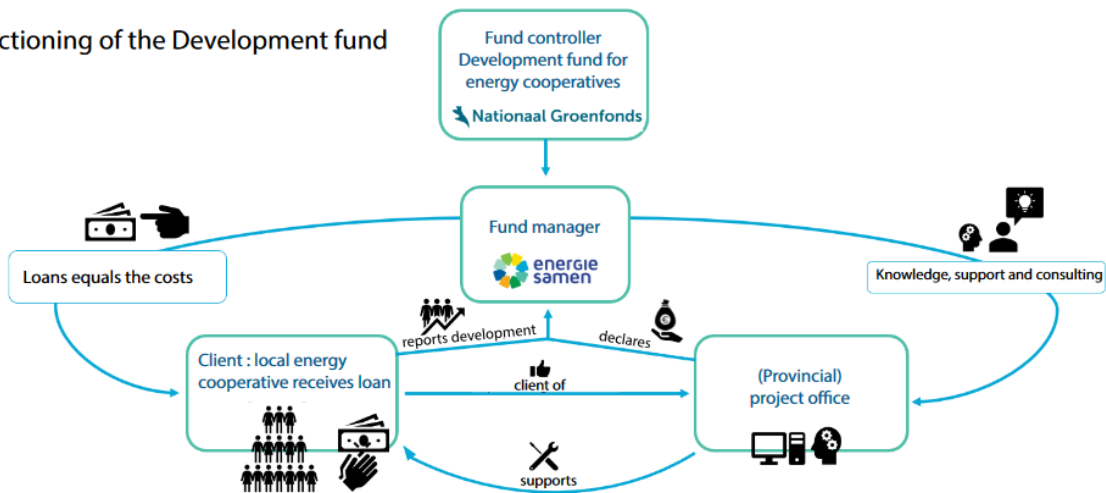 ctioning of the Development fund
Fund controller
Development fund for
energy cooperatives
Nationaal Groenfonds
Fund manager
energie
samen
Loans equals the costs
Knowledge, support and consulting
reports development
declares
Client : local energy
cooperative receives loan
client of
(Provincial)
project office
supports